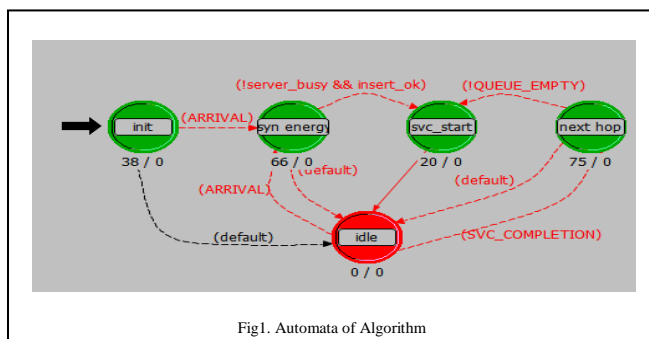 (!server_busy && insert_ok)
(!QUEUE_EMPTY)
init
(ARRIVAL)
syn energy
svc_start
next hop
38 / 0
66 / 0
20 / 0
75 / 0
(default)
(ARRIVAL)
(default)
(default)
idle
(SVC_COMPLETION)
0 / 0
Fig1. Automata of Algorithm